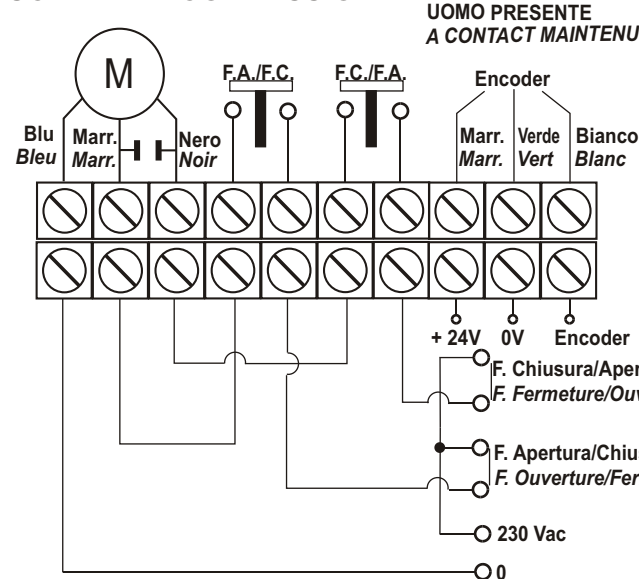 UOMO PRESENTE
A CONTACT MAINTENU
M
F.A./F.C.
F.C./F.A.
Encoder
Blu
Bleu
Marr.
Marr.
Nero
Noir
Marr.
Marr.
Verde
Vert
Bianco
Blanc
+ 24V
0V
Encoder
F. Chiusura/Aper
F. Fermeture/Ouv
F. Apertura/Chius
F. Ouverture/Fer
230 Vac
0